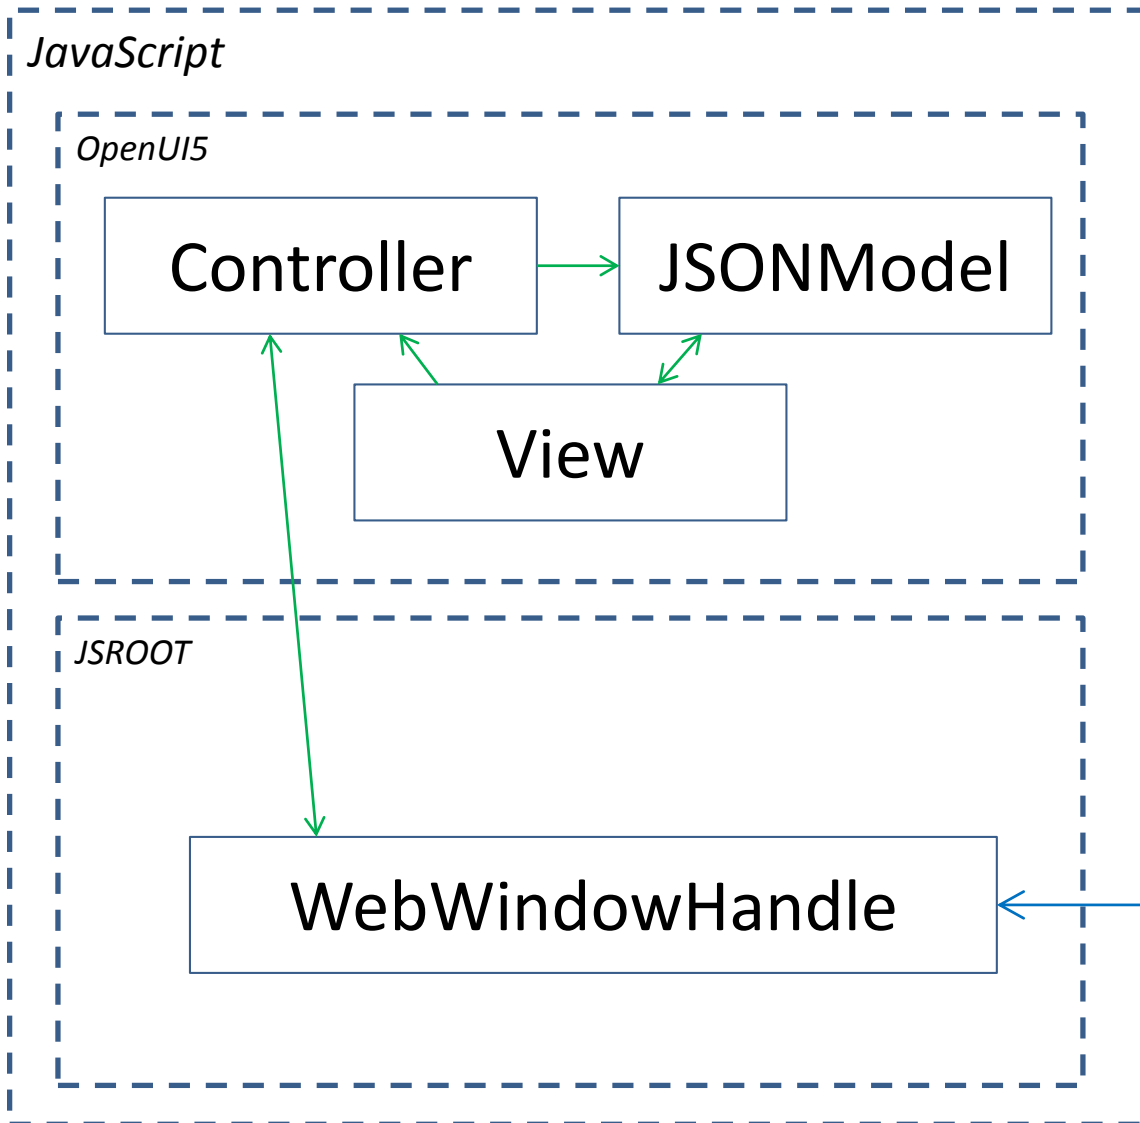 JavaScript
OpenUI5
Controller
JSONModel
View
JSROOT
WebWindowHandle